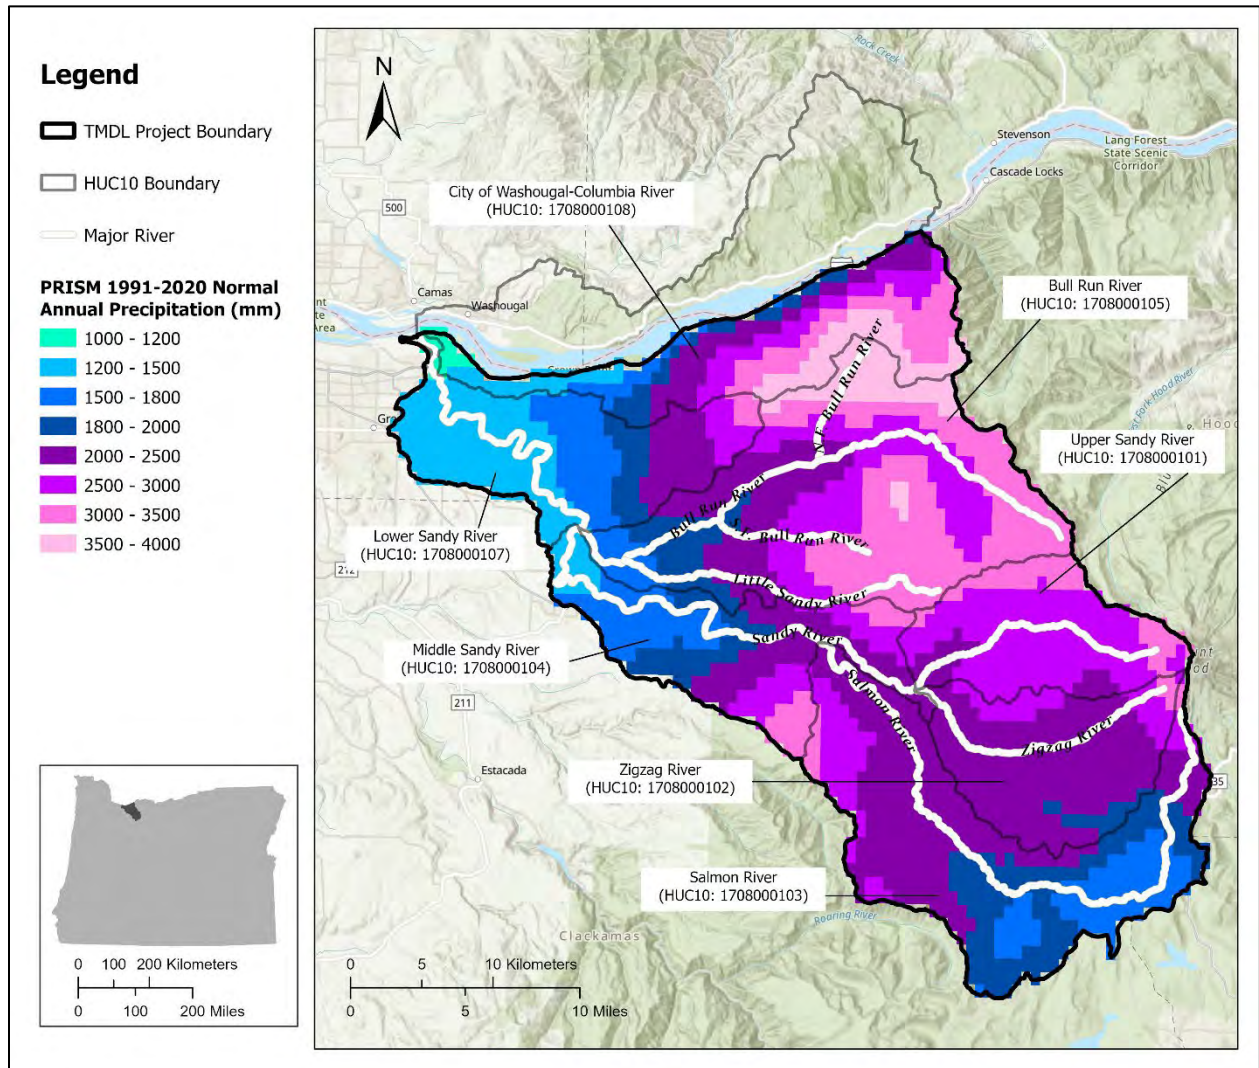 Legend
TMDL Project Boundary
HUC10 Boundary
Major River
PRISM 1991-2020 Normal
Annual Precipitation (mm)
1000 - 1200
1200 - 1500
1500 - 1800
1800 - 2000
2000 - 2500
2500 - 3000
3000 - 3500
3500 - 4000
0 100 200 Kilometers
0 100 200 Miles
N
Rock Creek
Stevenson
Lang Forest
State Scenic
Corridor
Cascade Locks
500
City of Washougal-Columbia River
(HUC10: 1708000108)
Camas
Washougal
Area
Bull Run River
(HUC10: 1708000105)
N.F. Bull Run River
Fork Hood River
Hood
Upper Sandy River
(HUC10: 1708000101)
Bull Run River
S.F. Bull Run River
Lower Sandy River
(HUC10: 1708000107)
212
Little Sandy River
Sandy River
Middle Sandy River
(HUC10: 1708000104)
Salmon River
211
Zigzag River
Estacada
Zigzag River
(HUC10: 1708000102)
35
Salmon River
(HUC10: 1708000103)
Roaring River
Clackamas
0 5 10 Kilometers
0 5 10 Miles